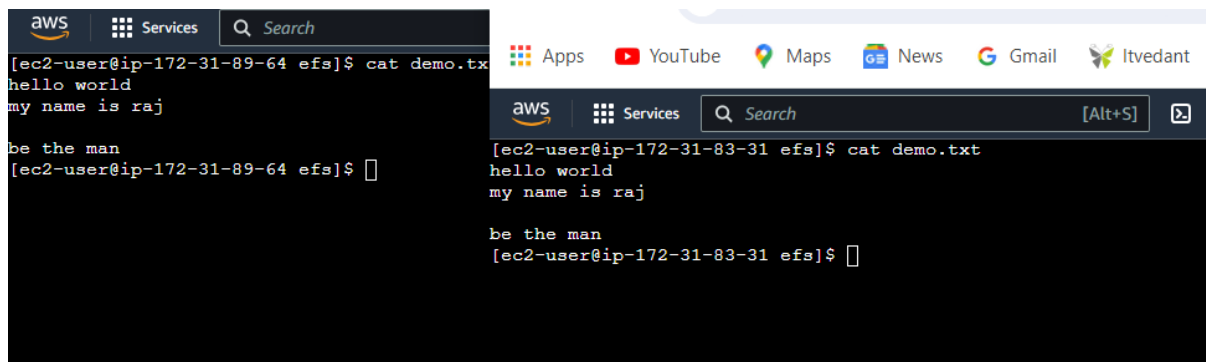 aws Services Search
[ec2-user@ip-172-31-89-64 efs]$ cat demo.tx
hello world
my name is raj

be the man
[ec2-user@ip-172-31-89-64 efs]$
Apps YouTube Maps News Gmail Itvedant
aws Services Search [Alt+S]
[ec2-user@ip-172-31-83-31 efs]$ cat demo.txt
hello world
my name is raj

be the man
[ec2-user@ip-172-31-83-31 efs]$